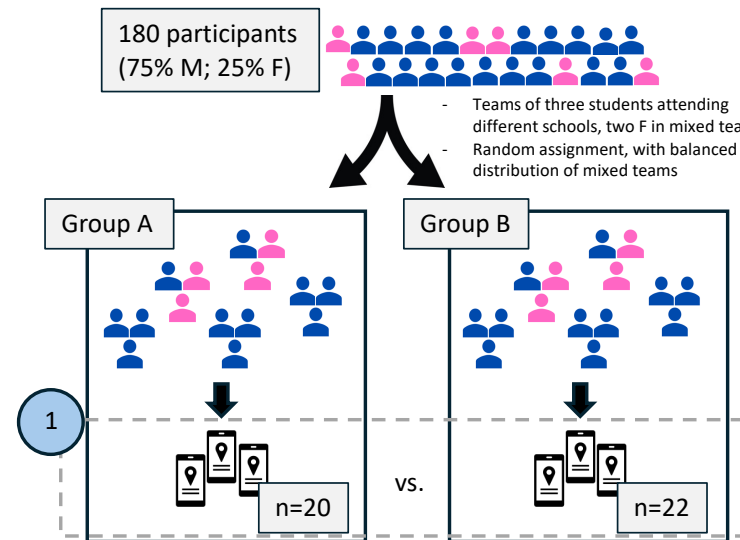 180 participants
(75% M; 25% F)
- Teams of three students attending
different schools, two F in mixed
- Random assignment, with balanced
distribution of mixed teams
Group A
Group B
1
vs.
n=20
n=22